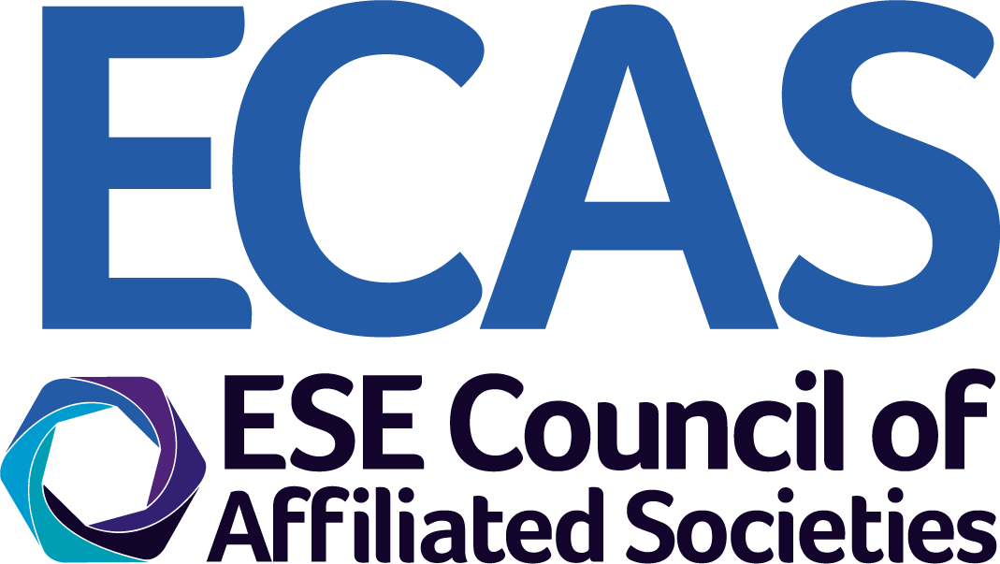 ECAS
ESE Council of
Affiliated Societies